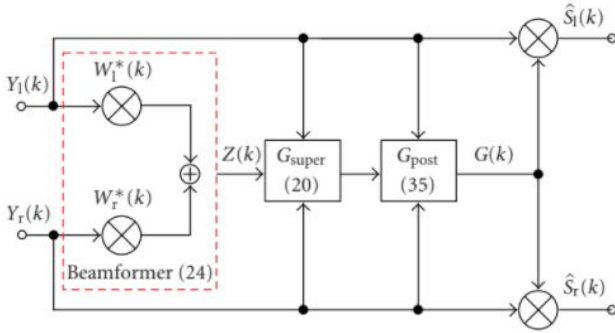 Ŝ_l(k)
Y_l(k)
W_l^*(k)
Z(k)
G_super
(20)
G_post
(35)
G(k)
Y_r(k)
W_r^*(k)
Beamformer (24)
Ŝ_r(k)